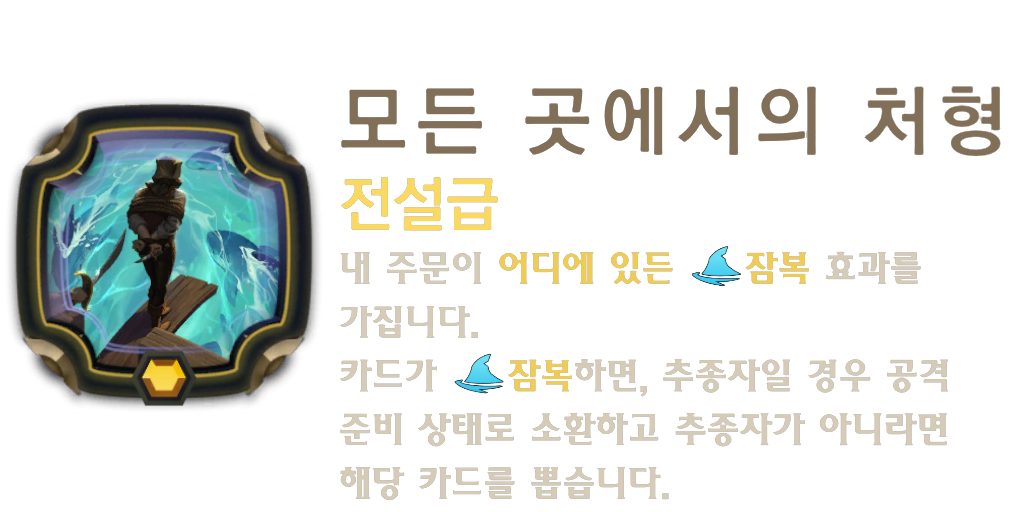 모든 곳에서의 처형
전설급
내 주문이 어디에 있든 잠복 효과를
가집니다.
카드가 잠복하면, 추종자일 경우 공격
준비 상태로 소환하고 추종자가 아니라면
해당 카드를 뽑습니다.